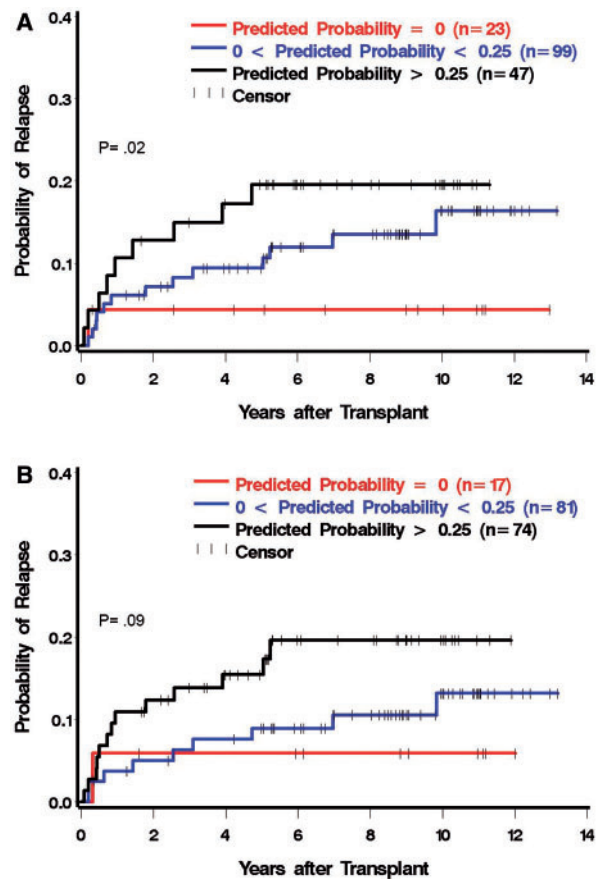 A
0.4
0.3
0.2
0.1
0.0
Probability of Relapse
Predicted Probability = 0 (n=23)
0 < Predicted Probability < 0.25 (n=99)
Predicted Probability > 0.25 (n=47)
Censor
P= .02
0 2 4 6 8 10 12 14
Years after Transplant
B
0.4
0.3
0.2
0.1
0.0
Probability of Relapse
Predicted Probability = 0 (n=17)
0 < Predicted Probability < 0.25 (n=81)
Predicted Probability > 0.25 (n=74)
Censor
P= .09
0 2 4 6 8 10 12 14
Years after Transplant